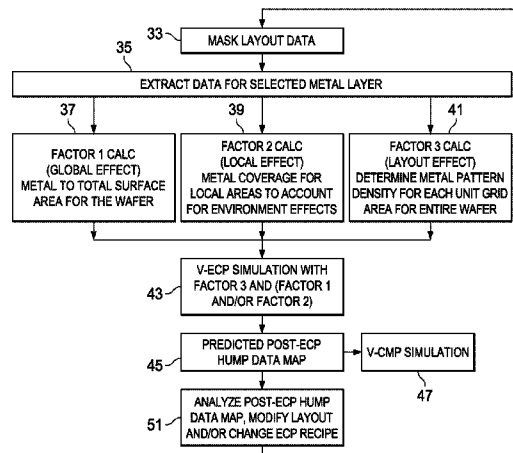 33
MASK LAYOUT DATA
35
EXTRACT DATA FOR SELECTED METAL LAYER
37
FACTOR 1 CALC
(GLOBAL EFFECT)
METAL TO TOTAL SURFACE
AREA FOR THE WAFER
39
FACTOR 2 CALC
(LOCAL EFFECT)
METAL COVERAGE FOR
LOCAL AREAS TO ACCOUNT
FOR ENVIRONMENT EFFECTS
41
FACTOR 3 CALC
(LAYOUT EFFECT)
DETERMINE METAL PATTERN
DENSITY FOR EACH UNIT GRID
AREA FOR ENTIRE WAFER
43
V-ECP SIMULATION WITH
FACTOR 3 AND (FACTOR 1
AND/OR FACTOR 2)
45
PREDICTED POST-ECP
HUMP DATA MAP
V-CMP SIMULATION
47
51
ANALYZE POST-ECP HUMP
DATA MAP, MODIFY LAYOUT
AND/OR CHANGE ECP RECIPE